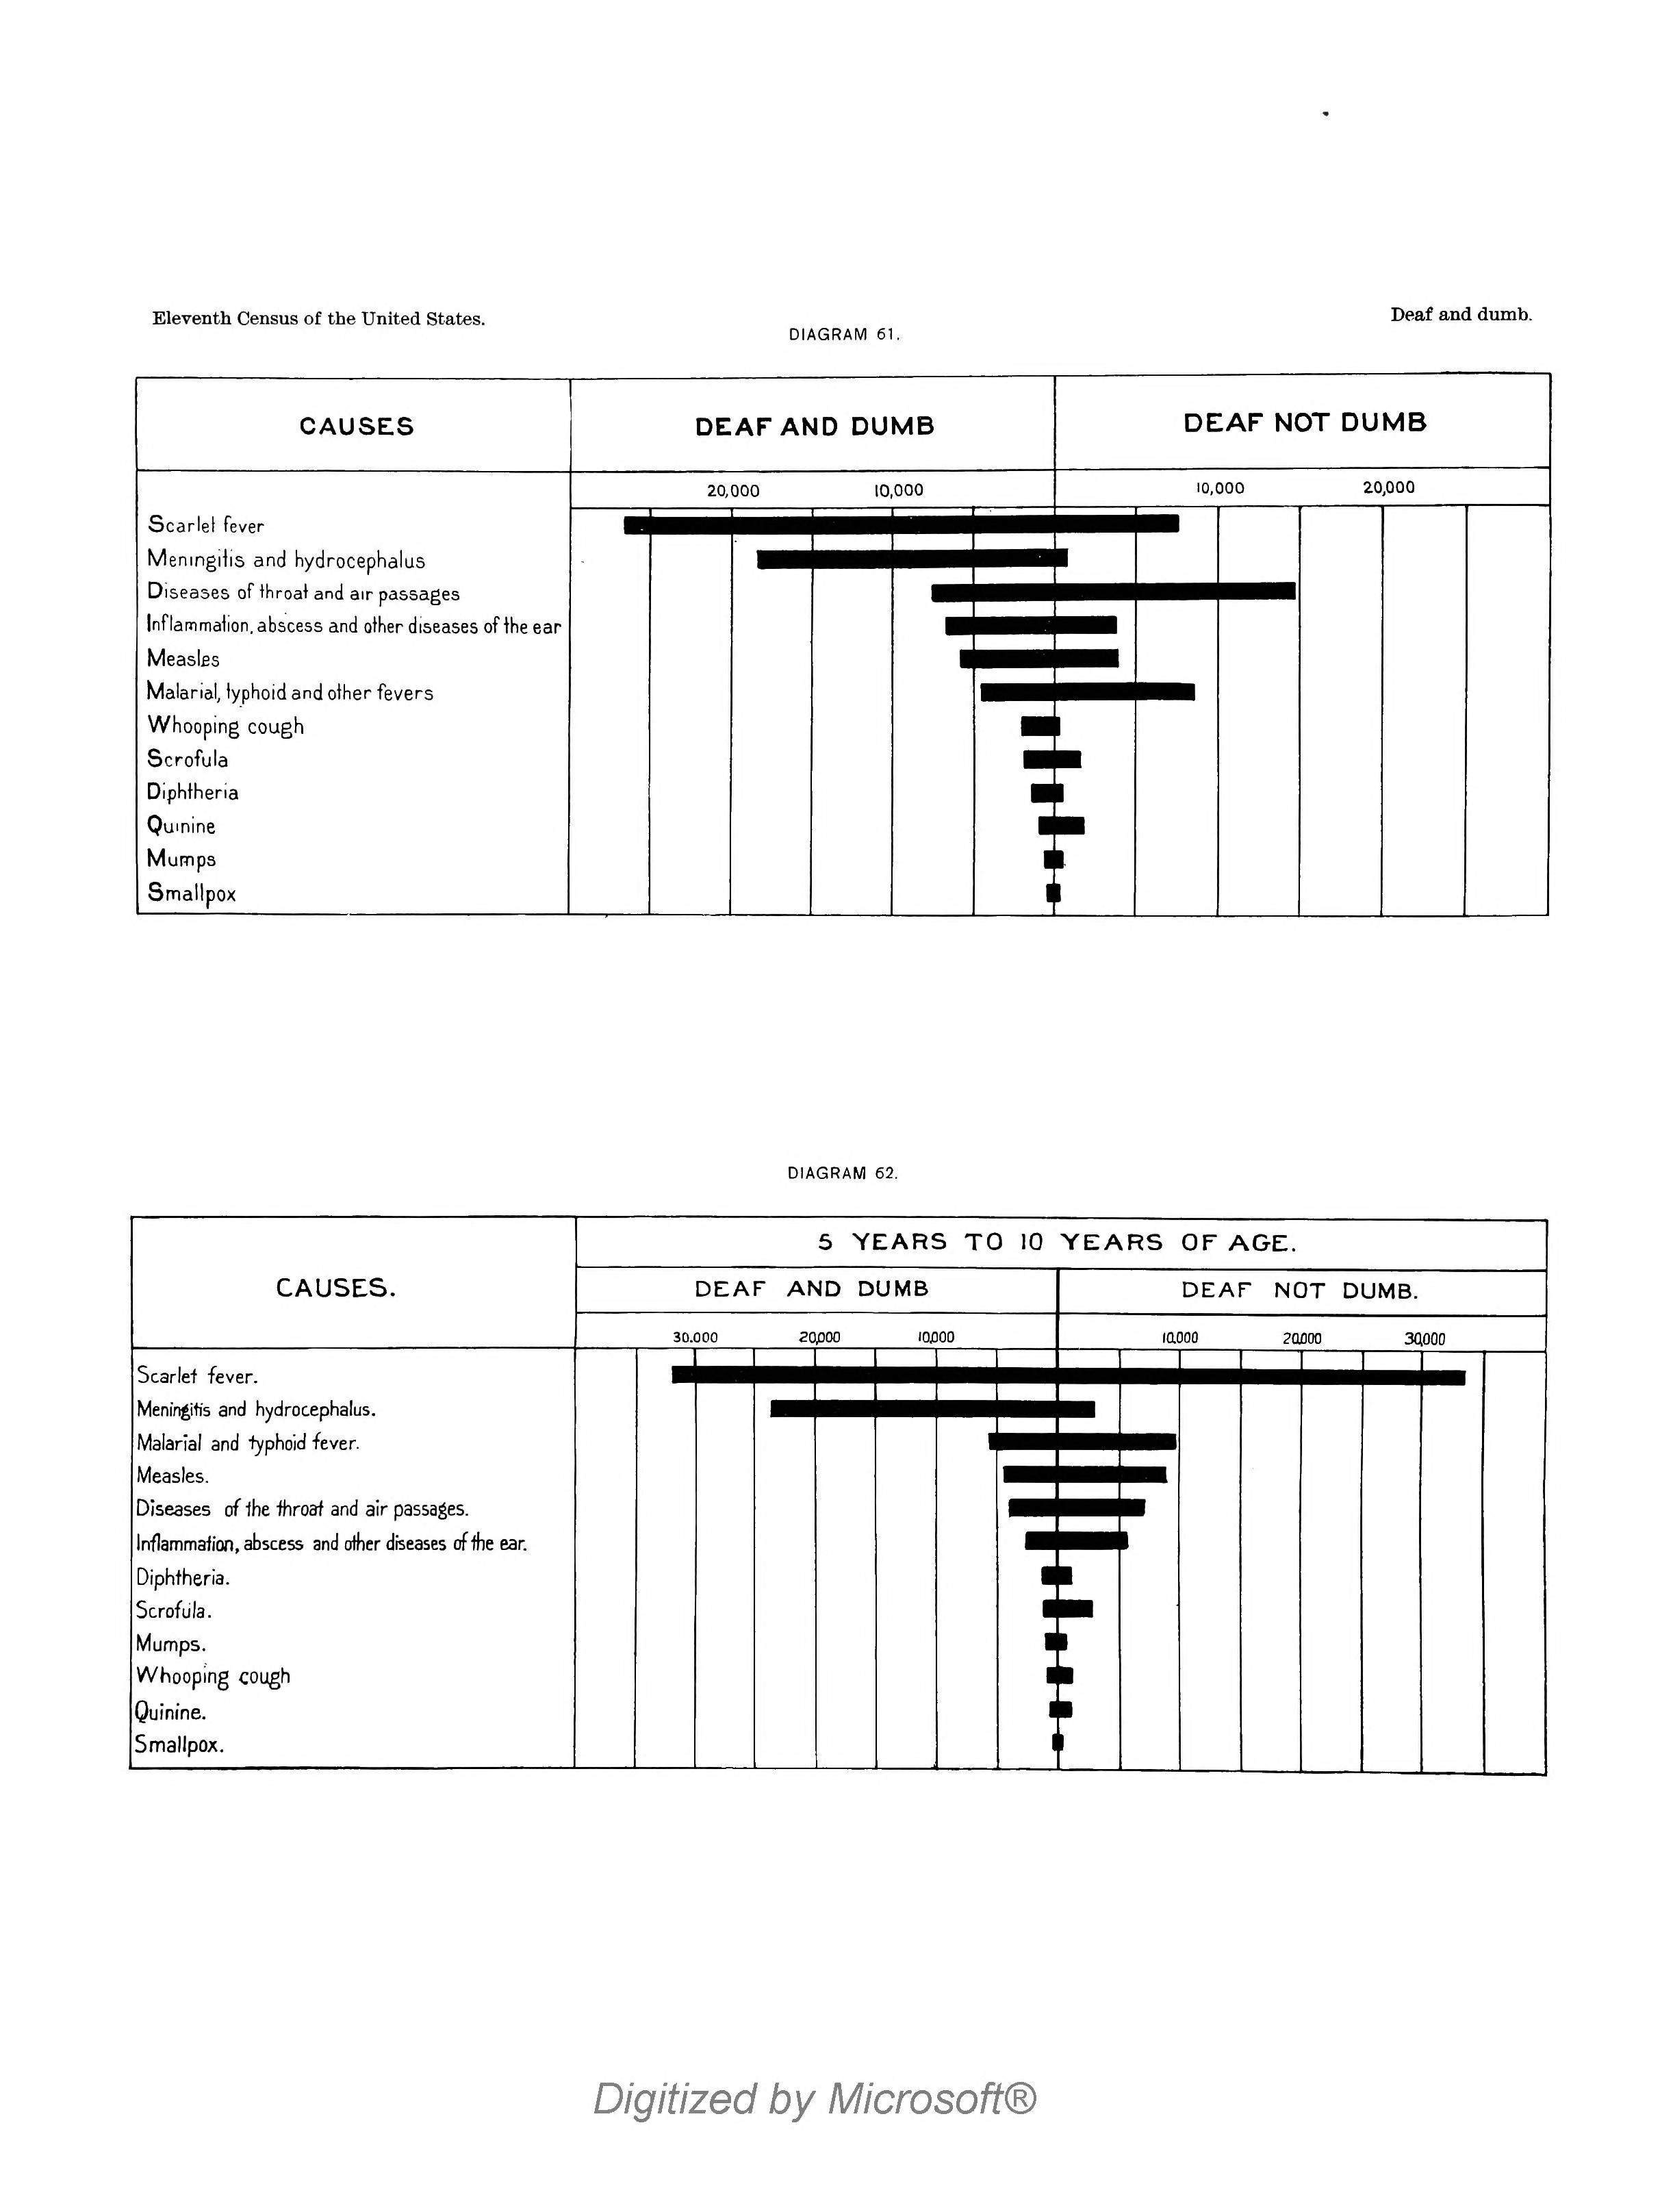 Eleventh Census of the United States.
Deaf and dumb.
DIAGRAM 61.
CAUSES
DEAF AND DUMB
DEAF NOT DUMB
20,000 10,000 10,000 20,000
Scarlet fever
Meningitis and hydrocephalus
Diseases of throat and air passages
Inflammation, abscess and other diseases of the ear
Measles
Malarial, typhoid and other fevers
Whooping cough
Scrofula
Diphtheria
Quinine
Mumps
Smallpox
DIAGRAM 62.
CAUSES.
5 YEARS TO 10 YEARS OF AGE.
DEAF AND DUMB
DEAF NOT DUMB.
30.000 20,000 10,000 10,000 20,000 30,000
Scarlet fever.
Meningitis and hydrocephalus.
Malarial and typhoid fever.
Measles.
Diseases of the throat and air passages.
Inflammation, abscess and other diseases of the ear.
Diphtheria.
Scrofula.
Mumps.
Whooping cough
Quinine.
Smallpox.
Digitized by Microsoft®